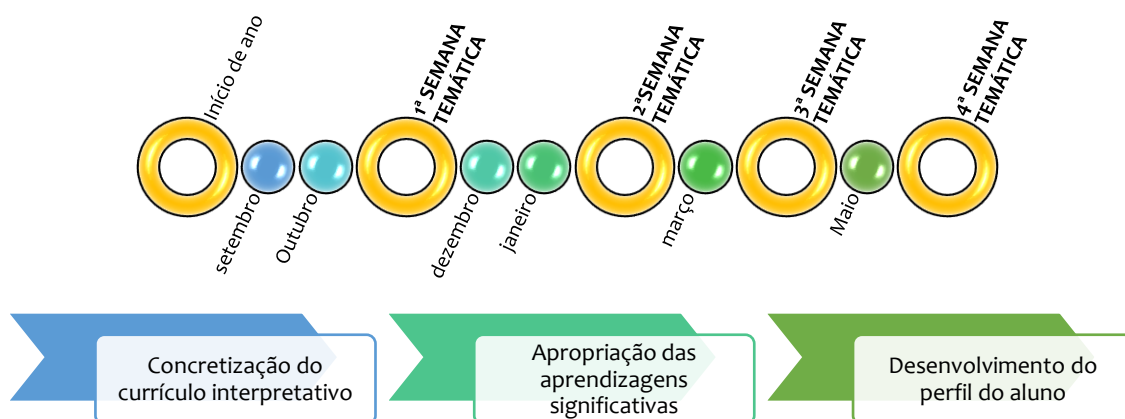 Início de ano
setembro
Outubro
1ª SEMANA
TEMÁTICA
dezembro
janeiro
2ªSEMANA
TEMÁTICA
março
3ª SEMANA
TEMÁTICA
Maio
4ª SEMANA
TEMÁTICA
Concretização do
currículo interpretativo
Apropriação das
aprendizagens
significativas
Desenvolvimento do
perfil do aluno